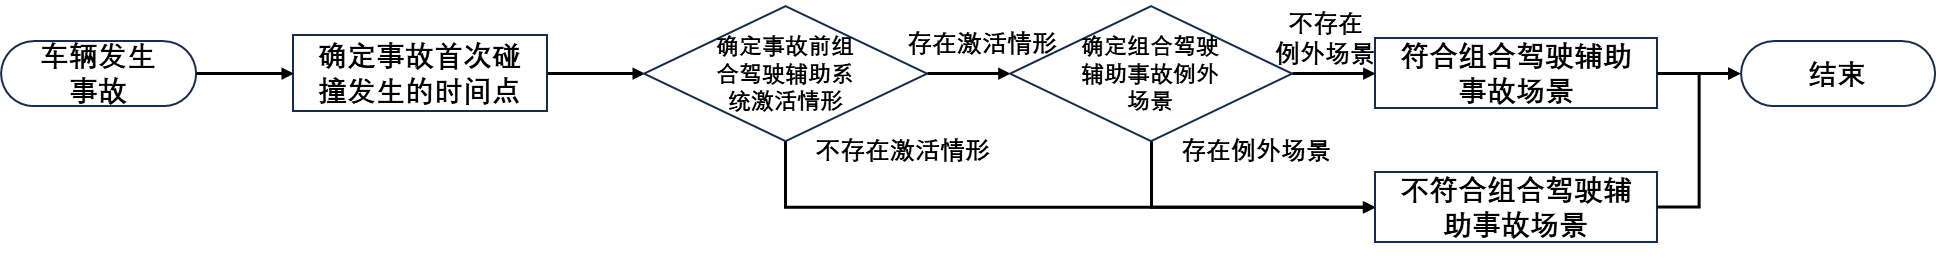 车辆发生
事故
确定事故首次碰
撞发生的时间点
确定事故前组
合驾驶辅助系
统激活情形
存在激活情形
不存在激活情形
确定组合驾驶
辅助事故例外
场景
不存在
例外场景
存在例外场景
符合组合驾驶辅助
事故场景
不符合组合驾驶辅
助事故场景
结束